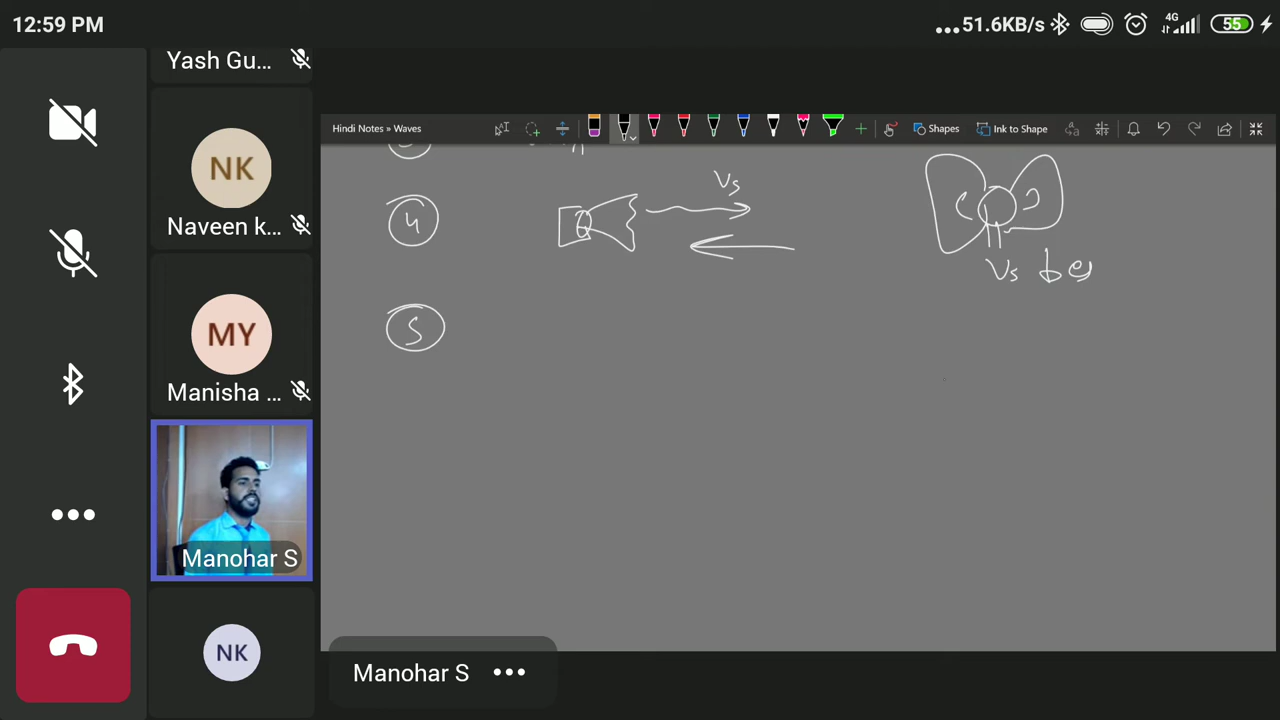 12:59 PM
...51.6KB/s 4G 55
Yash Gu...
Naveen k...
Manisha ...
Manohar S
NK
MY
NK
Hindi Notes » Waves
Shapes
Ink to Shape
4
Vs
Vs
5
Manohar S